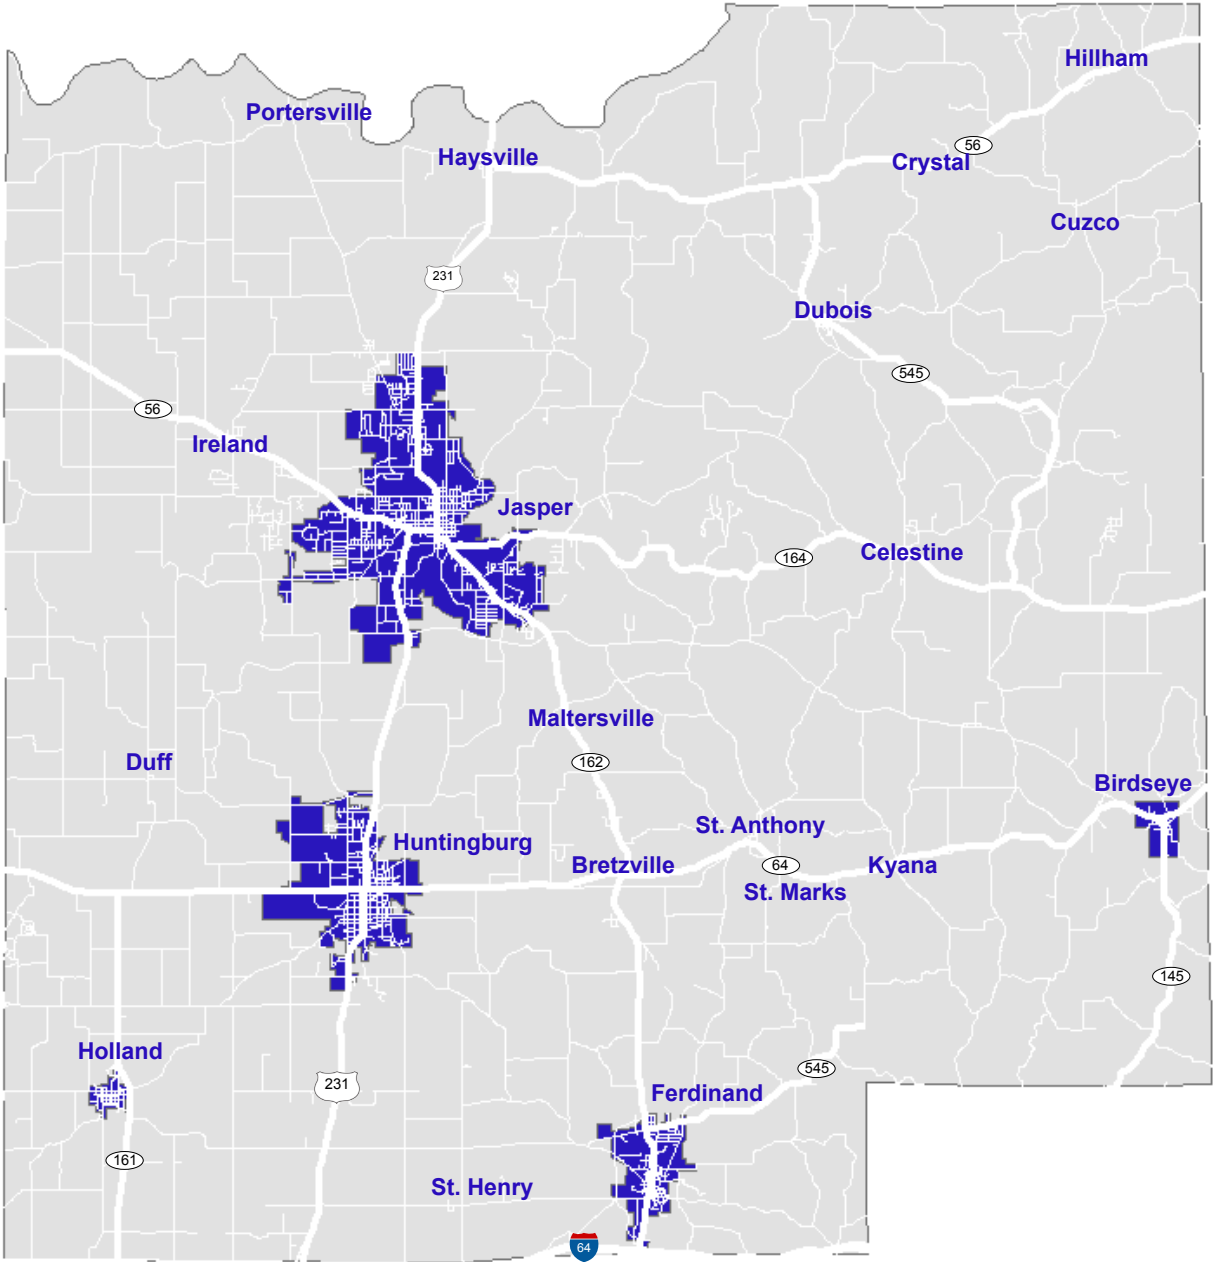 Hillham
Portersville
56
Haysville
Crystal
Cuzco
231
Dubois
545
56
Ireland
Jasper
164
Celestine
Maltersville
Duff
162
Birdseye
St. Anthony
Huntingburg
Bretzville
64
Kyana
St. Marks
145
Holland
545
231
Ferdinand
161
St. Henry
64